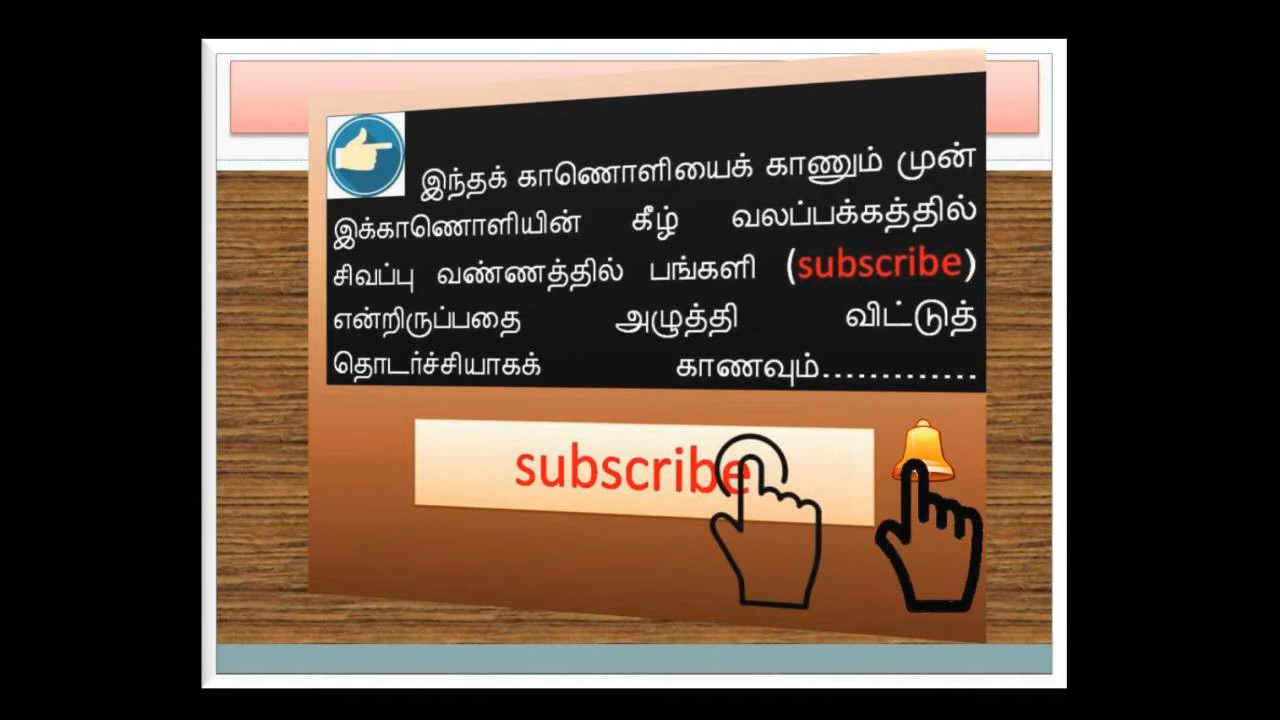 இந்தக் காணொளியைக் காணும் முன்
இக்காணொளியின் கீழ் வலப்பக்கத்தில்
சிவப்பு வண்ணத்தில் பங்களி (subscribe)
என்றிருப்பதை அழுத்தி விட்டுத்
தொடர்ச்சியாகக் காணவும்.............
subscribe